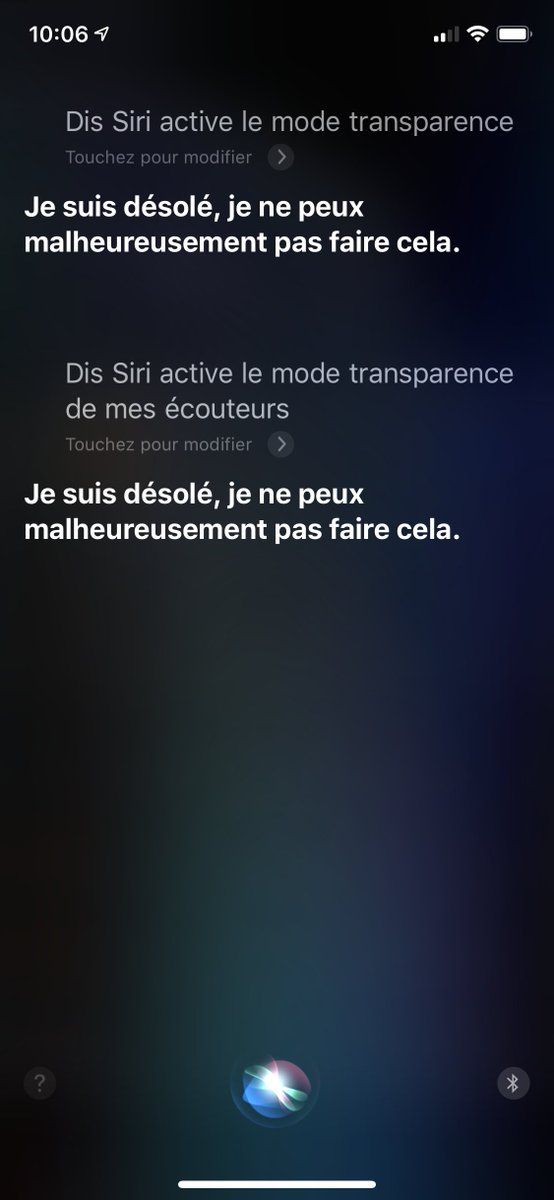 10:06
Dis Siri active le mode transparence
Touchez pour modifier
Je suis désolé, je ne peux
malheureusement pas faire cela.
Dis Siri active le mode transparence
de mes écouteurs
Touchez pour modifier
Je suis désolé, je ne peux
malheureusement pas faire cela.
?